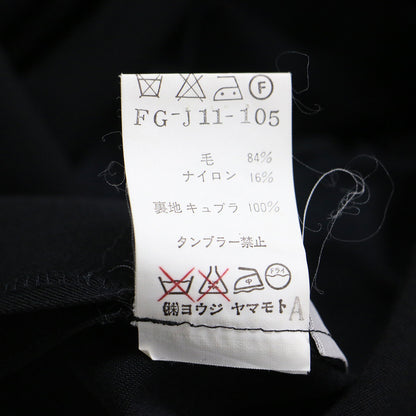 F
FG-J11-105
毛 84%
ナイロン 16%
裏地 キュプラ 100%
タンブラー禁止
ドライ
㈱ヨウジ ヤマモト A